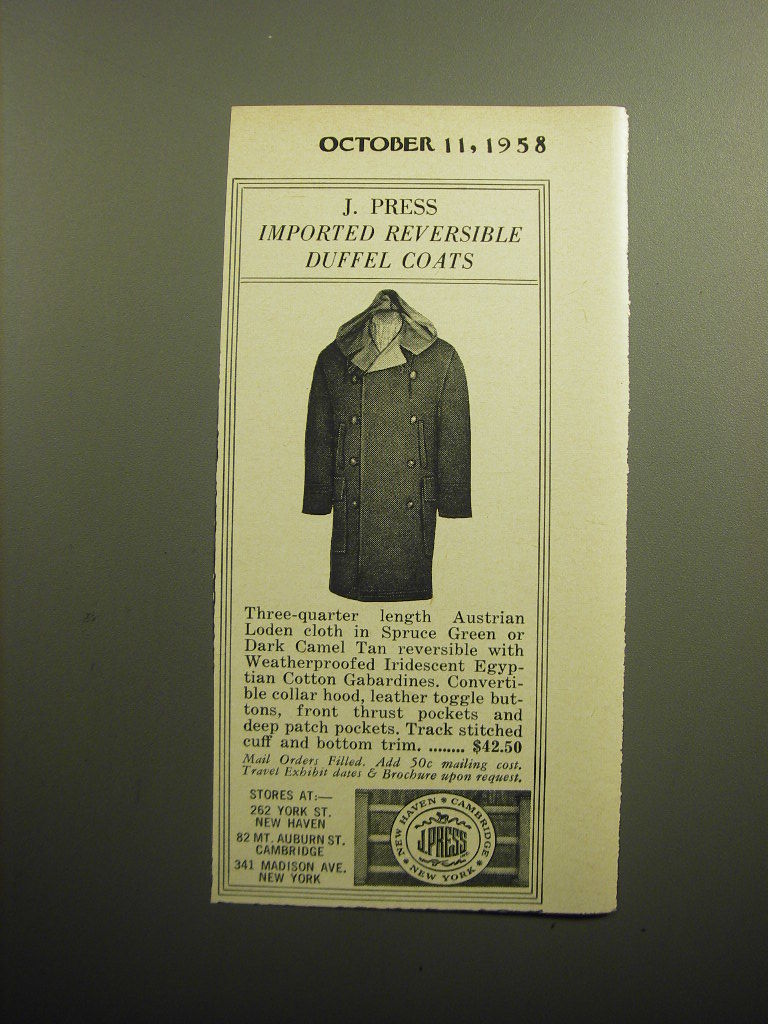 OCTOBER 11, 1958
J. PRESS
IMPORTED REVERSIBLE
DUFFEL COATS
Three-quarter length Austrian
Loden cloth in Spruce Green or
Dark Camel Tan reversible with
Weatherproofed Iridescent Egyp-
tian Cotton Gabardines. Converti-
ble collar hood, leather toggle but-
tons, front thrust pockets and
deep patch pockets. Track stitched
cuff and bottom trim. ........ $42.50
Mail Orders Filled. Add 50c mailing cost.
Travel Exhibit dates & Brochure upon request.
STORES AT:—
262 YORK ST.
NEW HAVEN
82 MT. AUBURN ST.
CAMBRIDGE
341 MADISON AVE.
NEW YORK
NEW HAVEN * CAMBRIDGE
J.PRESS
* NEW YORK *